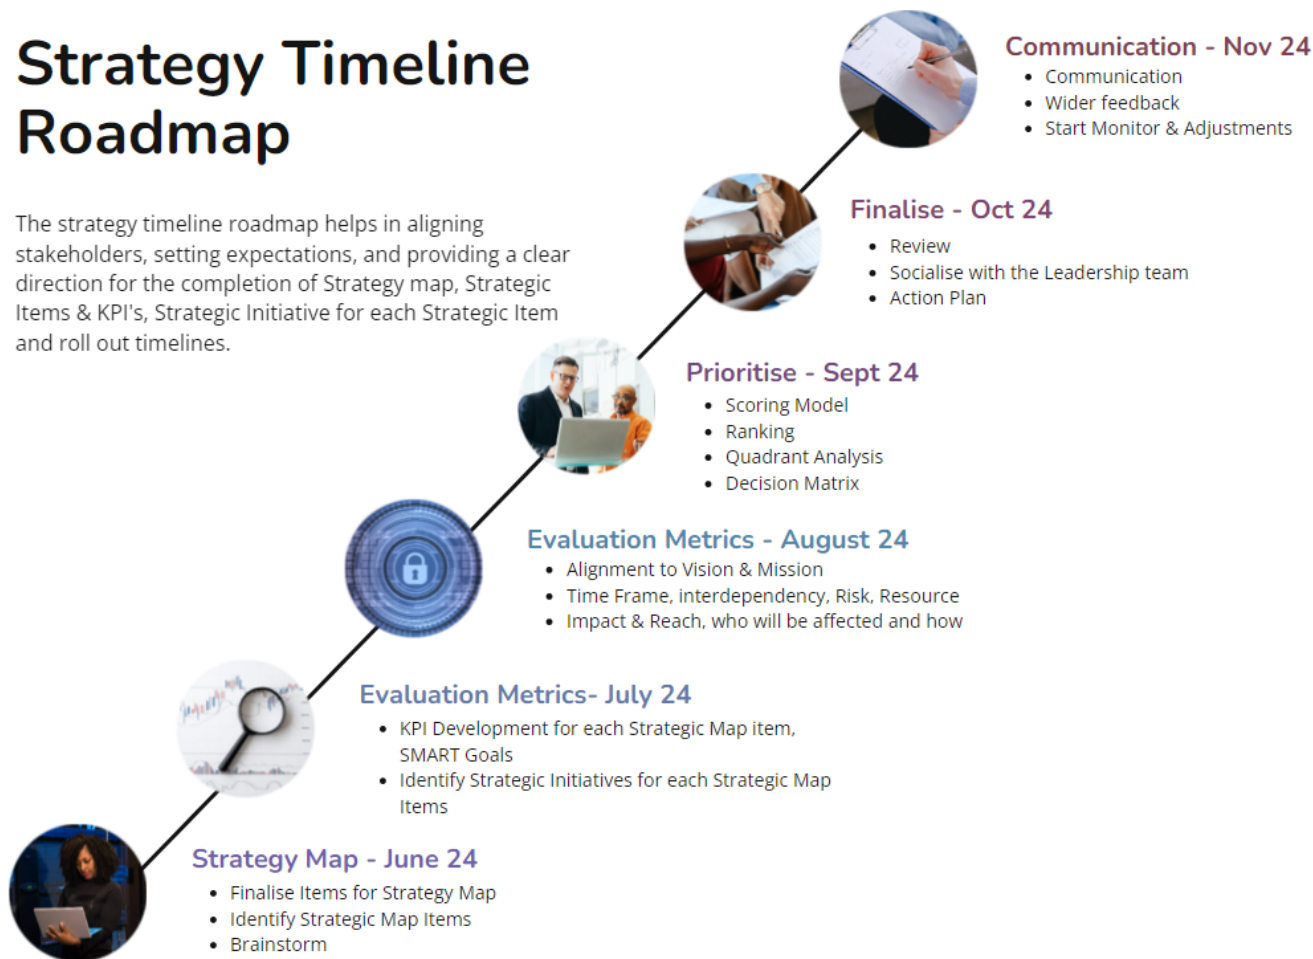 Strategy Timeline
Roadmap
The strategy timeline roadmap helps in aligning
stakeholders, setting expectations, and providing a clear
direction for the completion of Strategy map, Strategic
Items & KPI's, Strategic Initiative for each Strategic Item
and roll out timelines.
Communication - Nov 24
• Communication
• Wider feedback
• Start Monitor & Adjustments
Finalise - Oct 24
• Review
• Socialise with the Leadership team
• Action Plan
Prioritise - Sept 24
• Scoring Model
• Ranking
• Quadrant Analysis
• Decision Matrix
Evaluation Metrics - August 24
• Alignment to Vision & Mission
• Time Frame, interdependency, Risk, Resource
• Impact & Reach, who will be affected and how
Evaluation Metrics- July 24
• KPI Development for each Strategic Map item,
SMART Goals
• Identify Strategic Initiatives for each Strategic Map
Items
Strategy Map - June 24
• Finalise Items for Strategy Map
• Identify Strategic Map Items
• Brainstorm